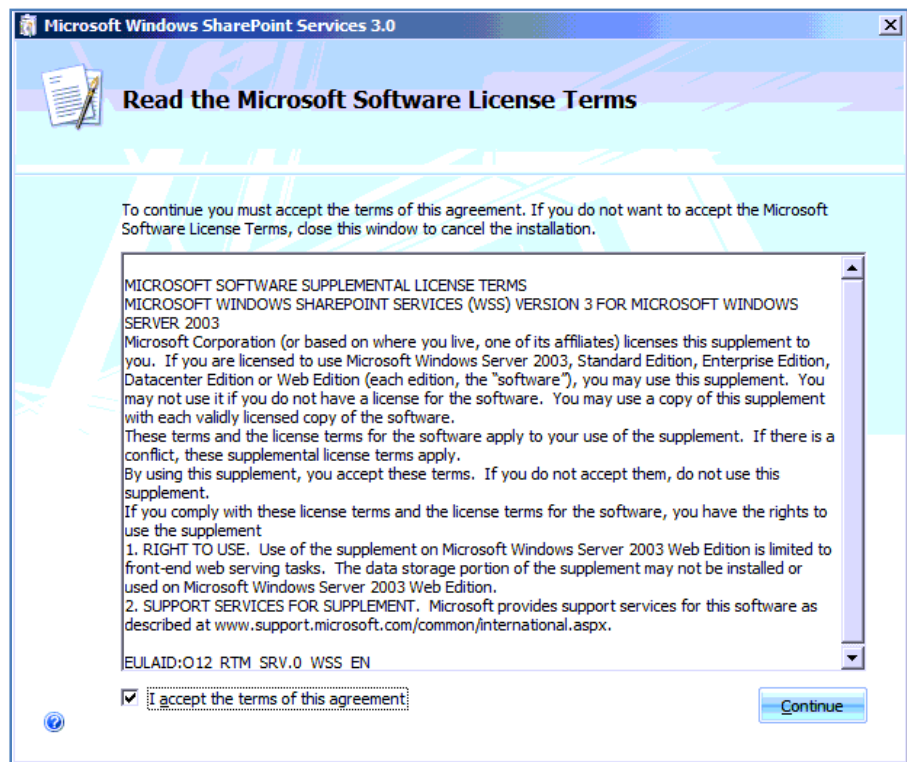 Microsoft Windows SharePoint Services 3.0
Read the Microsoft Software License Terms
To continue you must accept the terms of this agreement. If you do not want to accept the Microsoft
Software License Terms, close this window to cancel the installation.
MICROSOFT SOFTWARE SUPPLEMENTAL LICENSE TERMS
MICROSOFT WINDOWS SHAREPOINT SERVICES (WSS) VERSION 3 FOR MICROSOFT WINDOWS
SERVER 2003
Microsoft Corporation (or based on where you live, one of its affiliates) licenses this supplement to
you.  If you are licensed to use Microsoft Windows Server 2003, Standard Edition, Enterprise Edition,
Datacenter Edition or Web Edition (each edition, the “software”), you may use this supplement.  You
may not use it if you do not have a license for the software.  You may use a copy of this supplement
with each validly licensed copy of the software.
These terms and the license terms for the software apply to your use of the supplement.  If there is a
conflict, these supplemental license terms apply.
By using this supplement, you accept these terms.  If you do not accept them, do not use this
supplement.
If you comply with these license terms and the license terms for the software, you have the rights to
use the supplement
1. RIGHT TO USE.  Use of the supplement on Microsoft Windows Server 2003 Web Edition is limited to
front-end web serving tasks.  The data storage portion of the supplement may not be installed or
used on Microsoft Windows Server 2003 Web Edition.
2. SUPPORT SERVICES FOR SUPPLEMENT.  Microsoft provides support services for this software as
described at www.support.microsoft.com/common/international.aspx.
EULAID:O12_RTM_SRV.0_WSS_EN
I accept the terms of this agreement
Continue